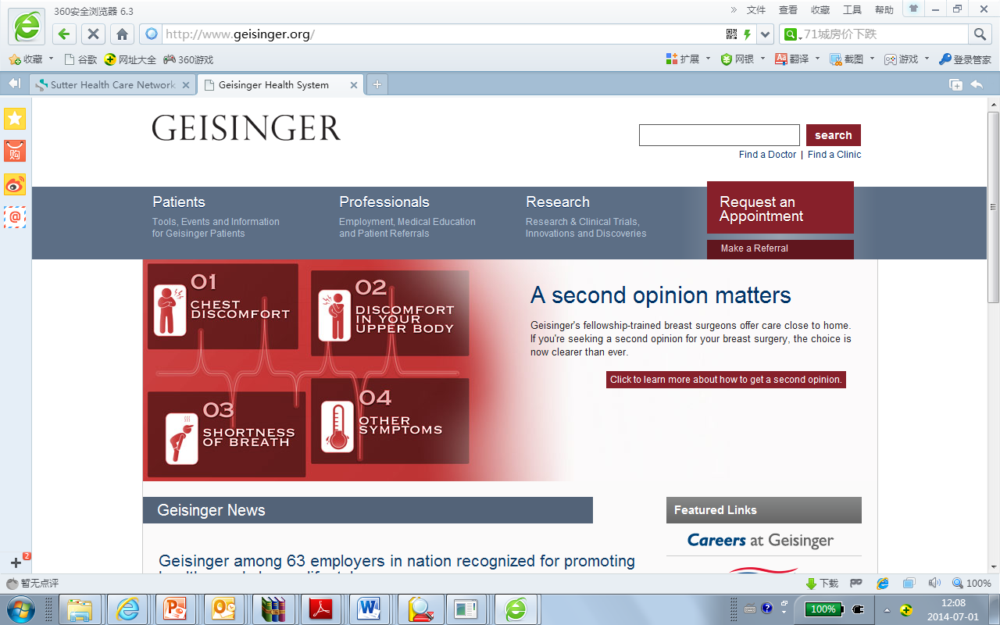 360安全浏览器 6.3
» 文件 查看 收藏 工具 帮助
http://www.geisinger.org/
71城房价下跌
收藏 谷歌 网址大全 360游戏
扩展 网银 翻译 截图 游戏 登录管家
Sutter Health Care Network
Geisinger Health System
购
@
GEISINGER
search
Find a Doctor | Find a Clinic
Patients
Tools, Events and Information
for Geisinger Patients
Professionals
Employment, Medical Education
and Patient Referrals
Research
Research & Clinical Trials,
Innovations and Discoveries
Request an
Appointment
Make a Referral
01
CHEST
DISCOMFORT
02
DISCOMFORT
IN YOUR
UPPER BODY
03
SHORTNESS
OF BREATH
04
OTHER
SYMPTOMS
A second opinion matters
Geisinger's fellowship-trained breast surgeons offer care close to home.
If you're seeking a second opinion for your breast surgery, the choice is
now clearer than ever.
Click to learn more about how to get a second opinion.
Geisinger News
Geisinger among 63 employers in nation recognized for promoting
Featured Links
Careers at Geisinger
2
暂无点评
下载
100%
100%
12:08
2014-07-01